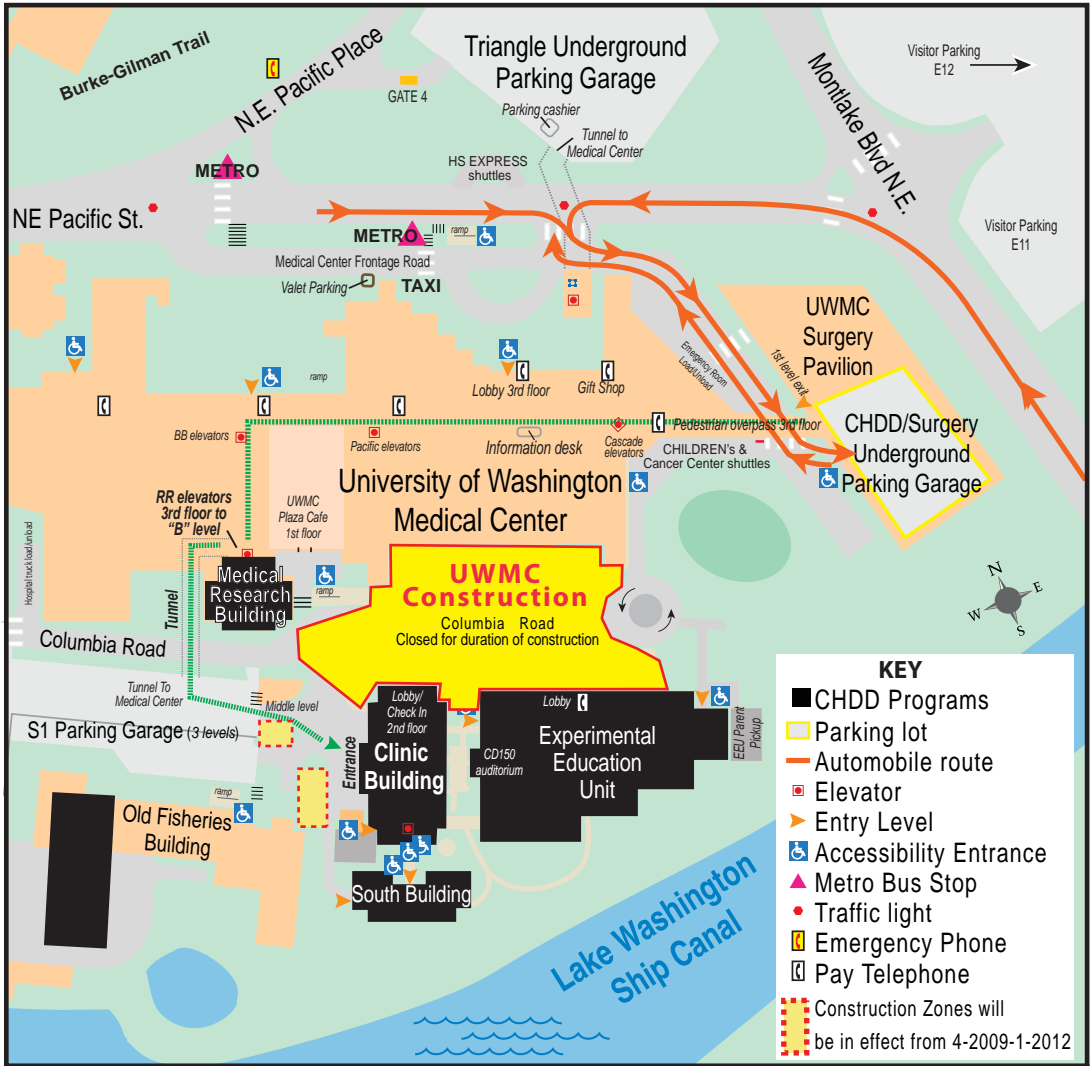 Burke-Gilman Trail
N.E. Pacific Place
GATE 4
Triangle Underground
Parking Garage
Parking cashier
Tunnel to
Medical Center
HS EXPRESS
shuttles
Montlake Blvd N.E.
Visitor Parking
E12
METRO
NE Pacific St.
METRO
ramp
Visitor Parking
E11
Medical Center Frontage Road
Valet Parking
TAXI
UWMC
Surgery
Pavilion
Emergency Room
Load/Unload
1st level exit
ramp
Lobby 3rd floor
Gift Shop
BB elevators
Pacific elevators
Information desk
Cascade
elevators
Pedestrian overpass 3rd floor
CHILDREN's &
Cancer Center shuttles
CHDD/Surgery
Underground
Parking Garage
University of Washington
Medical Center
RR elevators
3rd floor to
“B” level
UWMC
Plaza Cafe
1st floor
Hospital truck load/unload
Tunnel
Medical
Research
Building
ramp
UWMC
Construction
Columbia Road
Closed for duration of construction
N
E
W
S
Columbia Road
Tunnel To
Medical Center
Middle level
S1 Parking Garage (3 levels)
Entrance
Lobby/
Check In
2nd floor
Clinic
Building
Lobby
CD150
auditorium
Experimental
Education
Unit
EEU Parent
Pickup
ramp
Old Fisheries
Building
South Building
Lake Washington
Ship Canal
KEY
CHDD Programs
Parking lot
Automobile route
Elevator
Entry Level
Accessibility Entrance
Metro Bus Stop
Traffic light
Emergency Phone
Pay Telephone
Construction Zones will
be in effect from 4-2009-1-2012